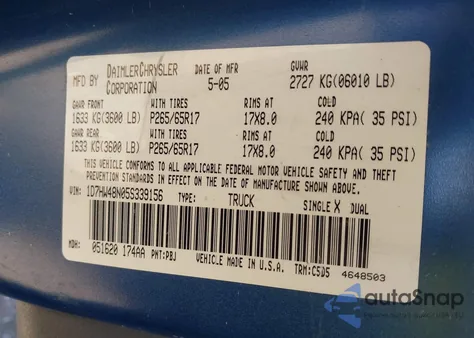 MFD BY DAIMLERCHRYSLER CORPORATION DATE OF MFR 5-05 GVWR 2727 KG(06010 LB)
GAWR FRONT WITH TIRES RIMS AT COLD
1633 KG(3600 LB) P265/65R17 17X8.0 240 KPA( 35 PSI)
GAWR REAR WITH TIRES RIMS AT COLD
1633 KG(3600 LB) P265/65R17 17X8.0 240 KPA( 35 PSI)
THIS VEHICLE CONFORMS TO ALL APPLICABLE FEDERAL MOTOR VEHICLE SAFETY AND THEFT
PREVENTION STANDARDS IN EFFECT ON THE DATE OF MANUFACTURE SHOWN ABOVE.
VIN: 1D7HW48N05S339156 TYPE: TRUCK SINGLE X DUAL
MDH: 051620 174AA PNT:PBJ VEHICLE MADE IN U.S.A. TRM:C5D5 4648503
autoSnap